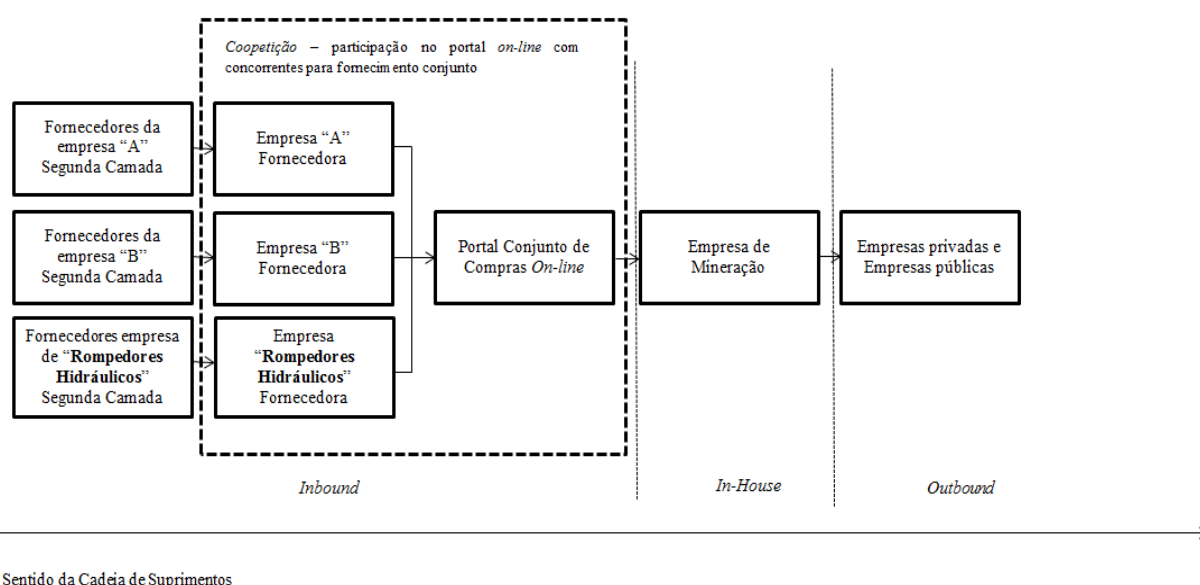 Coopetição – participação no portal on-line com
concorrentes para fornecimento conjunto
Fornecedores da
empresa “A”
Segunda Camada
Empresa “A”
Fornecedora
Fornecedores da
empresa “B”
Segunda Camada
Empresa “B”
Fornecedora
Portal Conjunto de
Compras On-line
Empresa de
Mineração
Empresas privadas e
Empresas públicas
Fornecedores empresa
de “Rompedores
Hidráulicos”
Segunda Camada
Empresa
“Rompedores
Hidráulicos”
Fornecedora
Inbound
In-House
Outbound
Sentido da Cadeia de Suprimentos